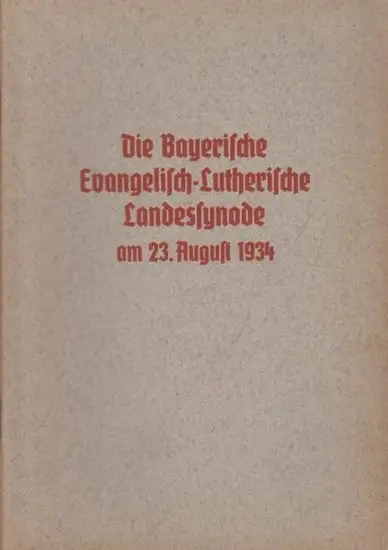 Die Bayerische
Evangelisch-Lutherische
Landessynode
am 23. August 1934